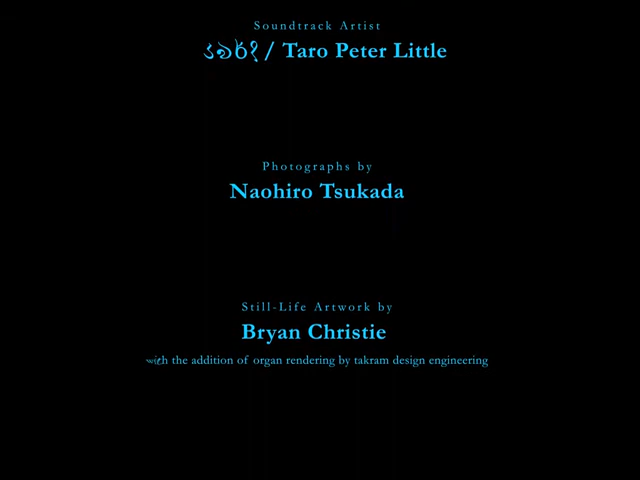 Soundtrack Artist
/ Taro Peter Little
Photographs by
Naohiro Tsukada
Still-Life Artwork by
Bryan Christie
with the addition of organ rendering by takram design engineering